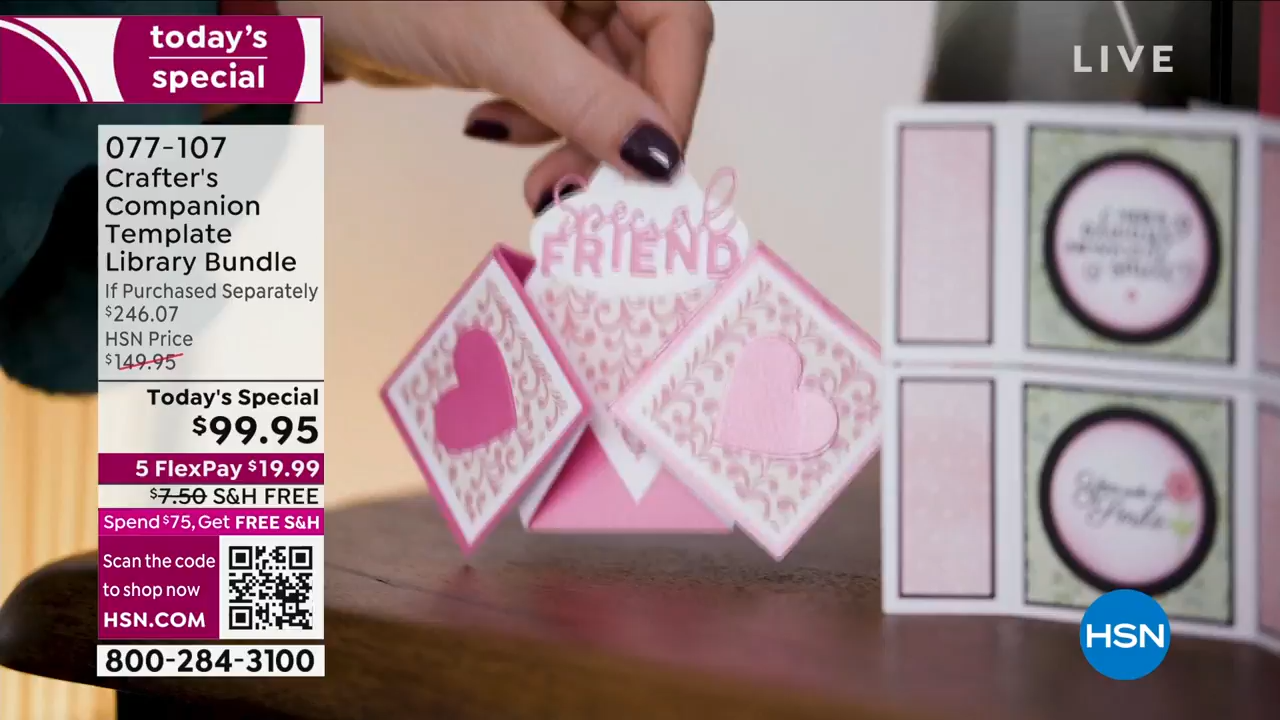 today's
special
LIVE
077-107
Crafter's
Companion
Template
Library Bundle
If Purchased Separately
$246.07
HSN Price
$149.95
Today's Special
$99.95
5 FlexPay $19.99
$7.50 S&H FREE
Spend $75, Get FREE S&H
Scan the code
to shop now
HSN.COM
800-284-3100
special
FRIEND
HSN